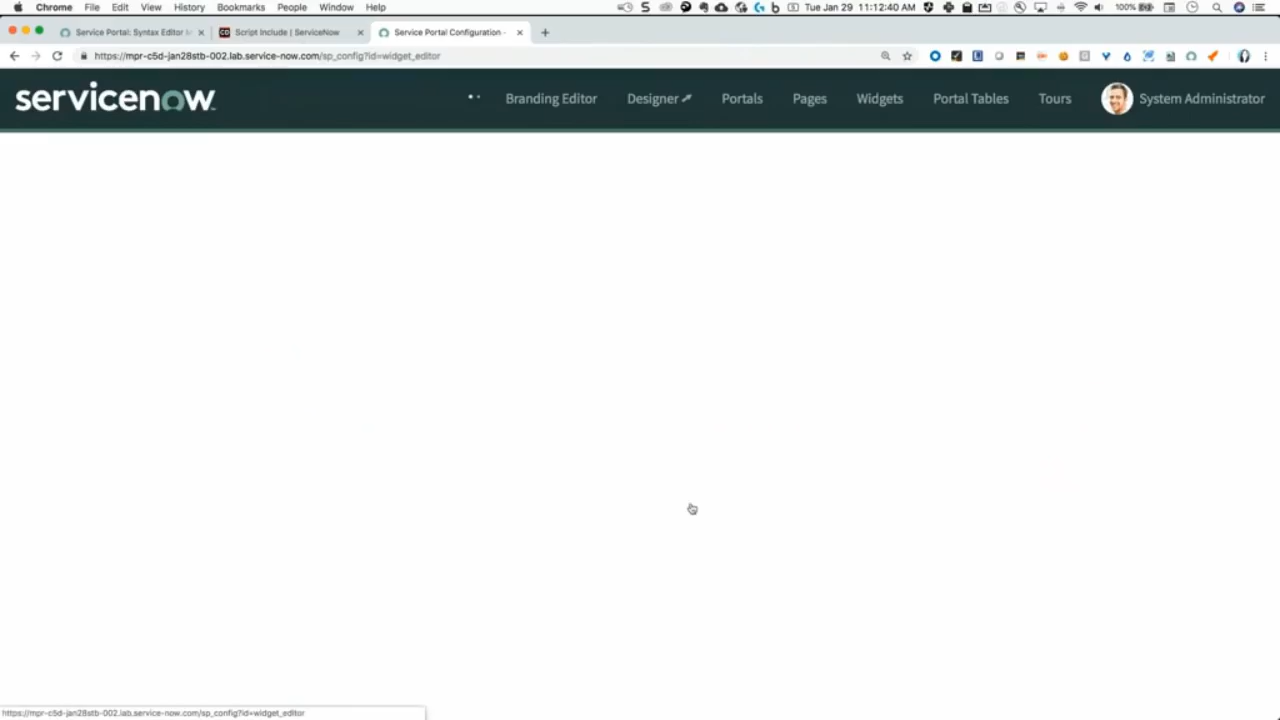 Chrome File Edit View History Bookmarks People Window Help 100% Tue Jan 29 11:12:40 AM
Service Portal: Syntax Editor Script Include | ServiceNow Service Portal Configuration -
https://mpr-c5d-jan28stb-002.lab.service-now.com/sp_config?id=widget_editor
servicenow Branding Editor Designer Portals Pages Widgets Portal Tables Tours System Administrator
https://mpr-c5d-jan28stb-002.lab.service-now.com/sp_config?id=widget_editor